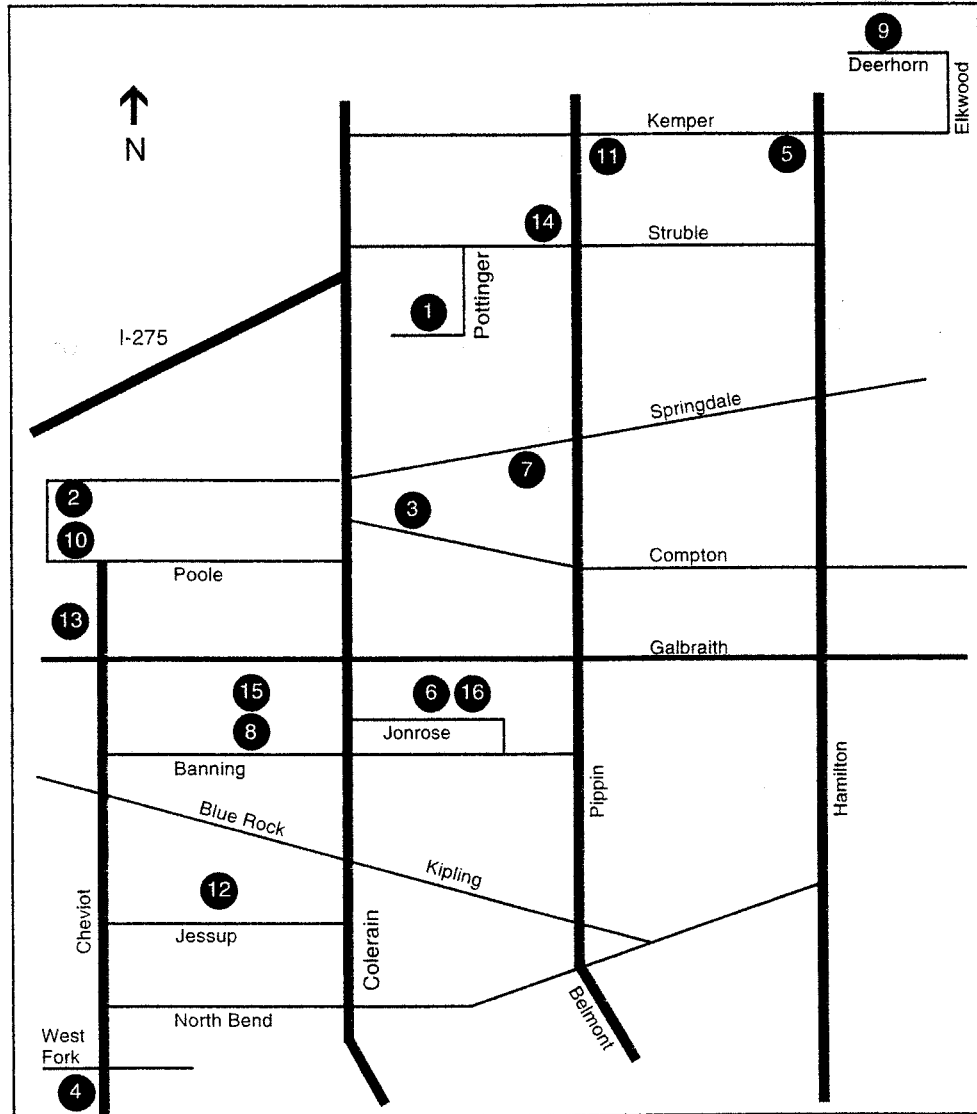 9
Deerhorn
Elkwood
N
Kemper
11
5
14
Struble
Pottinger
1
I-275
Springdale
7
2
3
10
Compton
Poole
13
Galbraith
15
6
16
8
Jonrose
Banning
Pippin
Hamilton
Blue Rock
Kipling
12
Cheviot
Jessup
Colerain
Belmont
North Bend
West
Fork
4